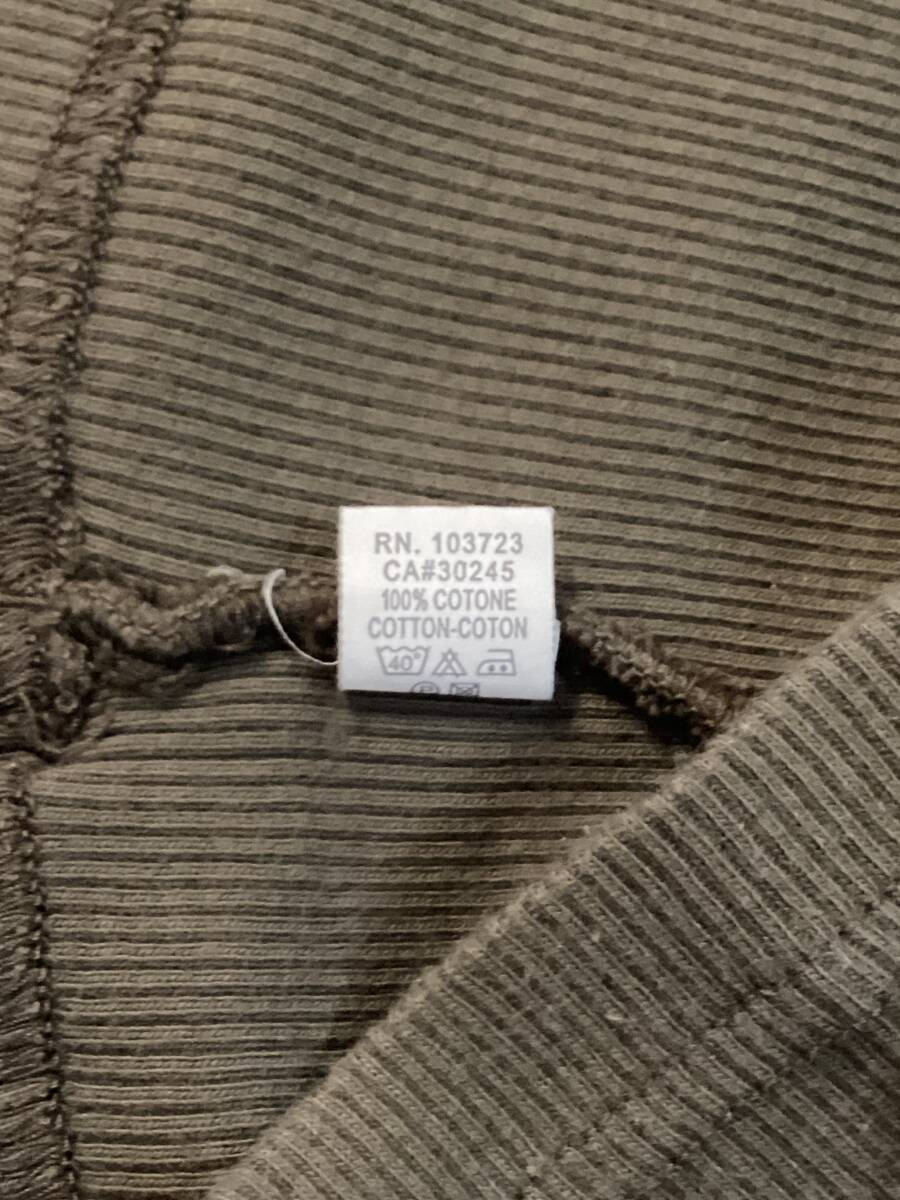 RN. 103723
CA#30245
100% COTONE
COTTON-COTON
40°
P